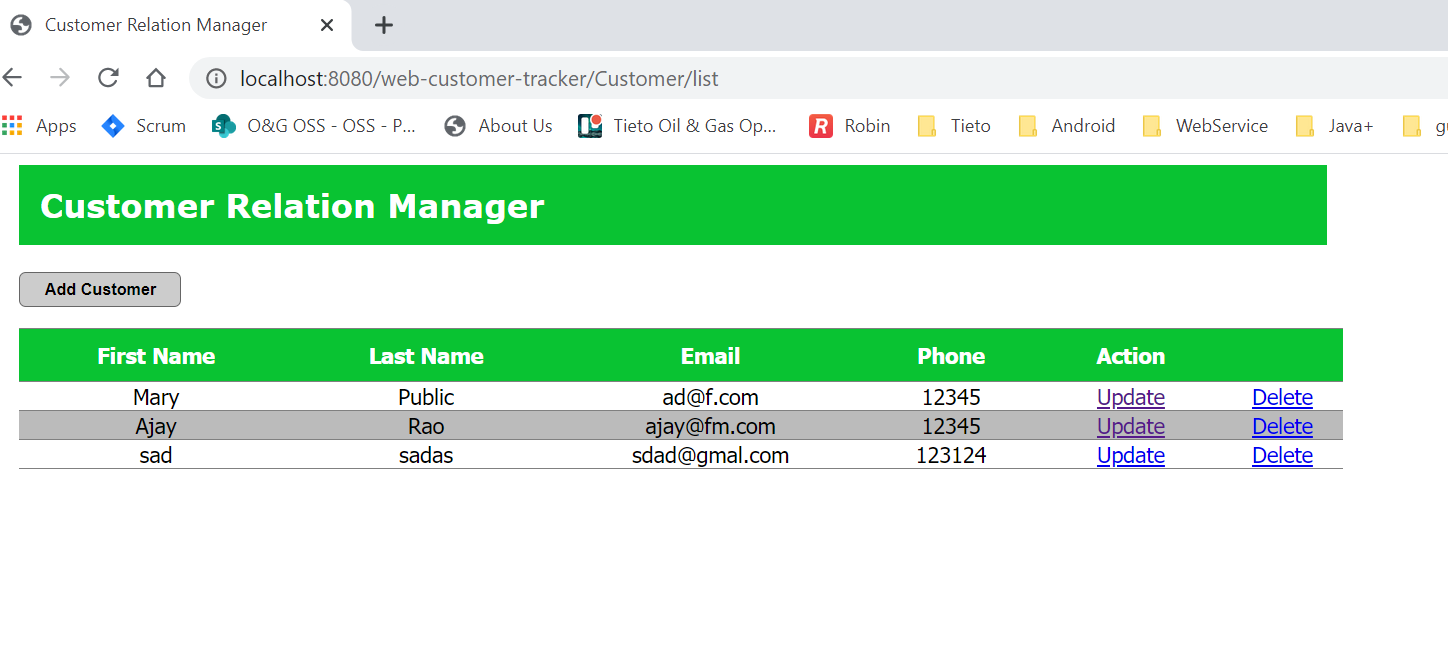 Customer Relation Manager
localhost:8080/web-customer-tracker/Customer/list
Apps Scrum O&G OSS - OSS - P... About Us Tieto Oil & Gas Op... Robin Tieto Android WebService Java+
Customer Relation Manager
Add Customer
First Name Last Name Email Phone Action
Mary Public ad@f.com 12345 Update Delete
Ajay Rao ajay@fm.com 12345 Update Delete
sad sadas sdad@gmal.com 123124 Update Delete